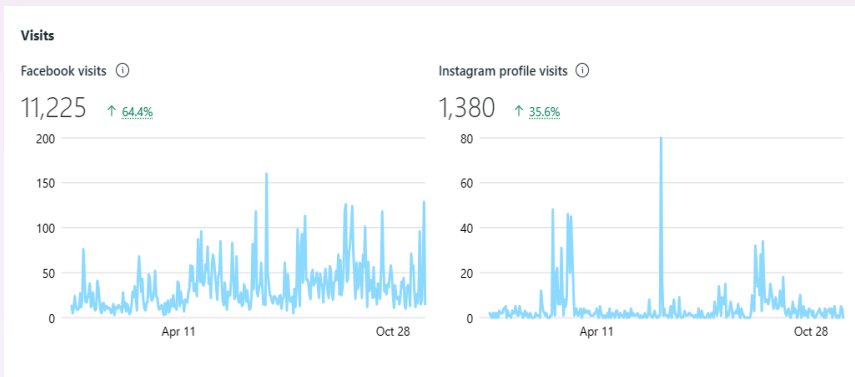 Visits
Facebook visits
11,225 ↑ 64.4%
200
150
100
50
0
Apr 11 Oct 28
Instagram profile visits
1,380 ↑ 35.6%
80
60
40
20
0
Apr 11 Oct 28